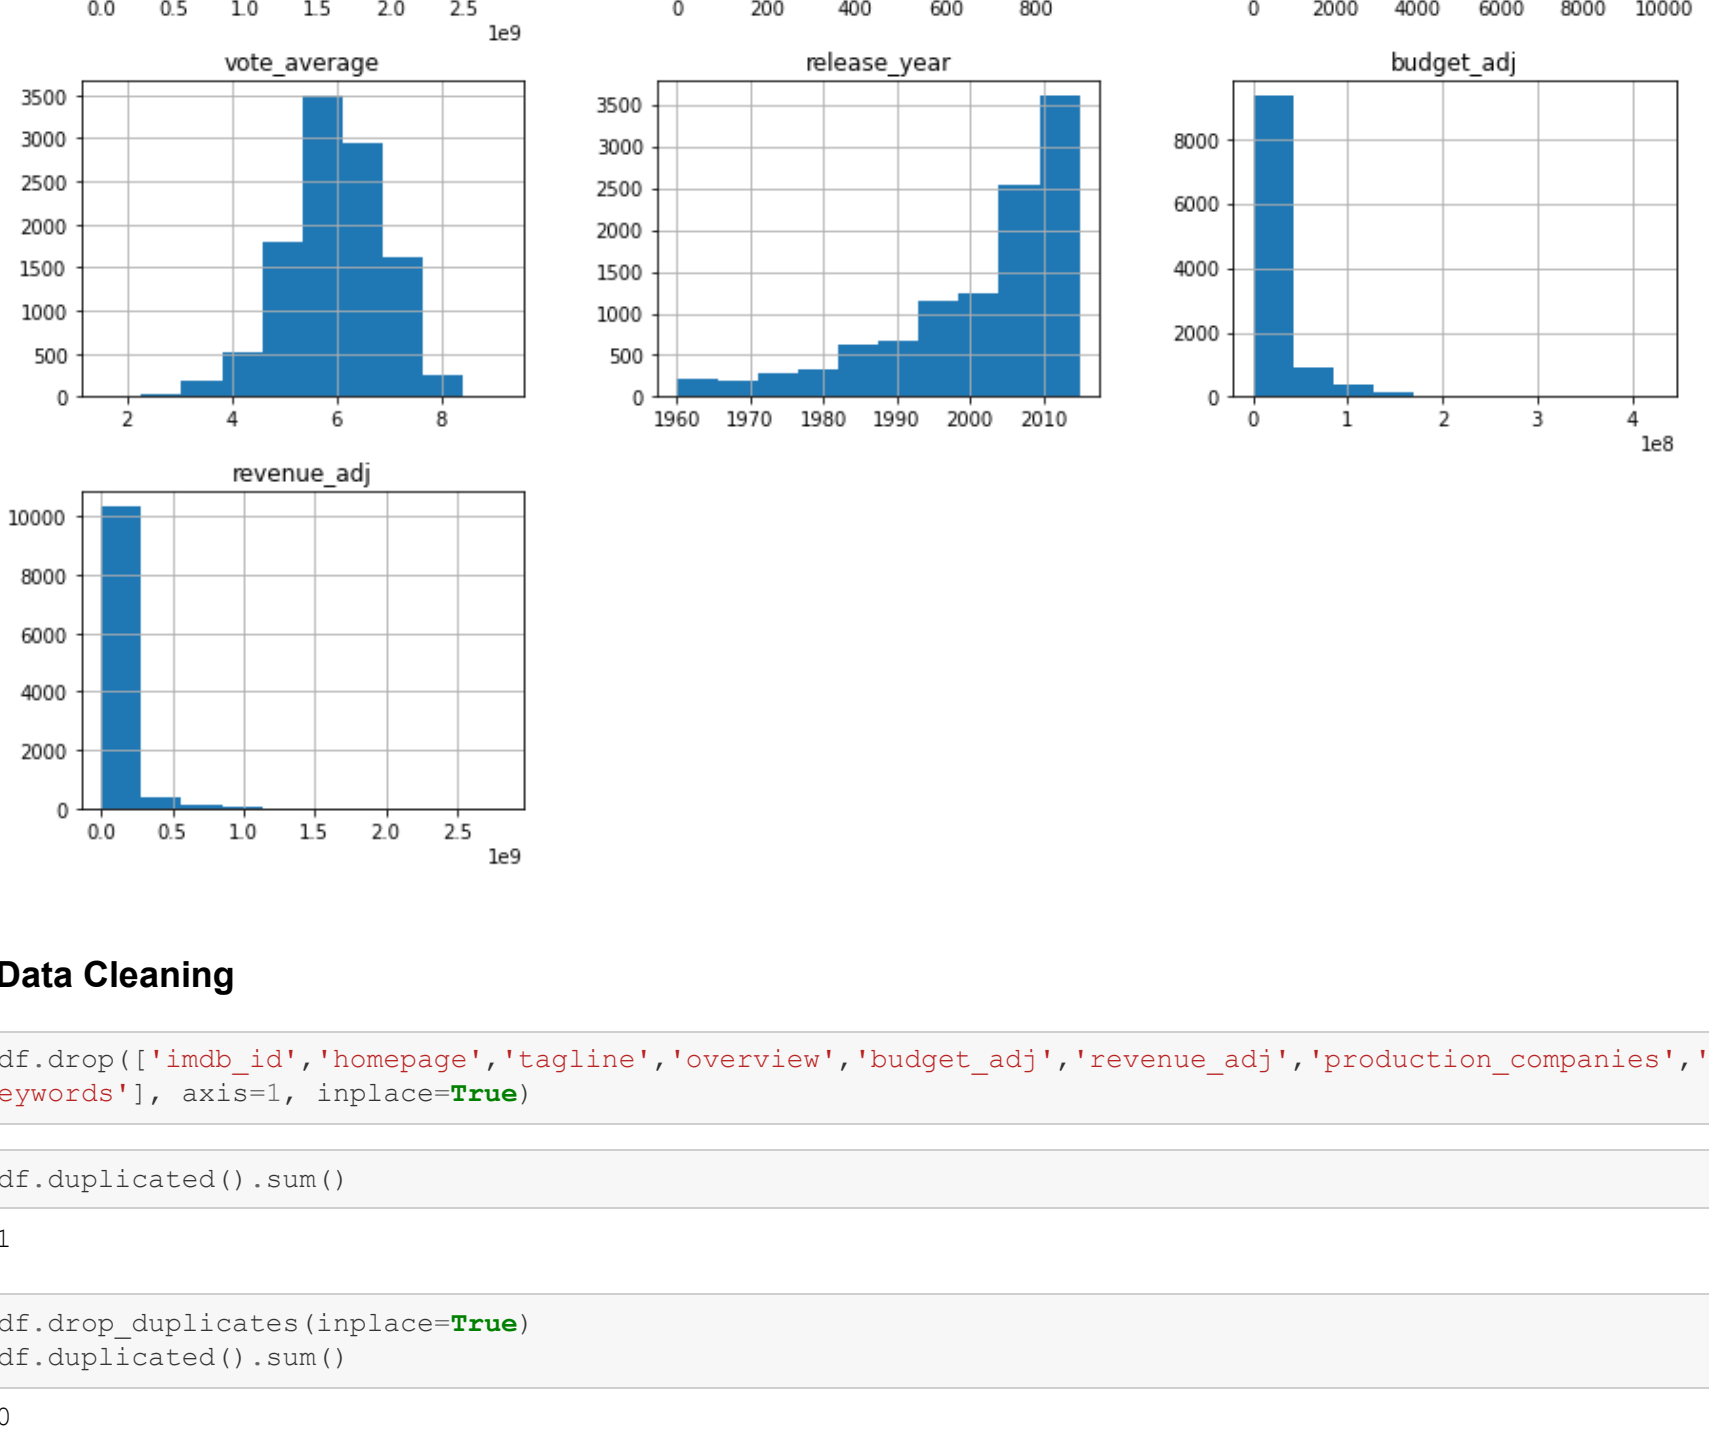 0.0 0.5 1.0 1.5 2.0 2.5
1e9
0 200 400 600 800
0 2000 4000 6000 8000 10000
vote_average
3500
3000
2500
2000
1500
1000
500
0
2 4 6 8
release_year
3500
3000
2500
2000
1500
1000
500
0
1960 1970 1980 1990 2000 2010
budget_adj
8000
6000
4000
2000
0
0 1 2 3 4
1e8
revenue_adj
10000
8000
6000
4000
2000
0
0.0 0.5 1.0 1.5 2.0 2.5
1e9
Data Cleaning
df.drop(['imdb_id','homepage','tagline','overview','budget_adj','revenue_adj','production_companies','
eywords'], axis=1, inplace=True)
df.duplicated().sum()
1
df.drop_duplicates(inplace=True)
df.duplicated().sum()
0